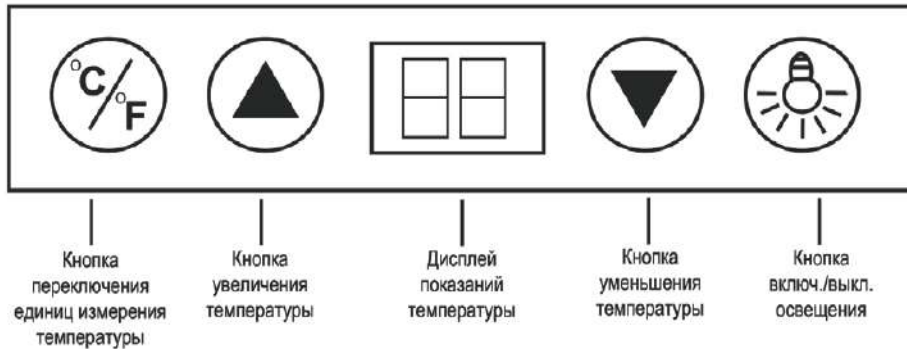 °C/°F
Кнопка
переключения
единиц измерения
температуры
Кнопка
увеличения
температуры
Дисплей
показаний
температуры
Кнопка
уменьшения
температуры
Кнопка
включ./выкл.
освещения